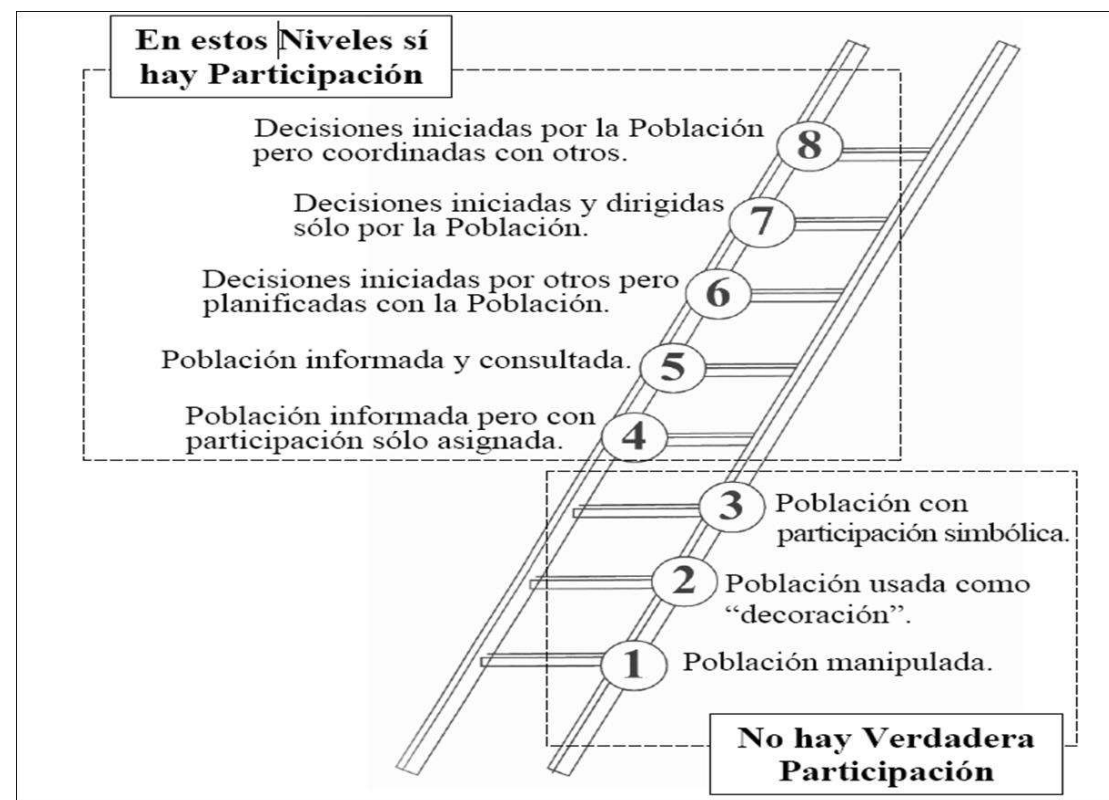 En estos Niveles sí
hay Participación
Decisiones iniciadas por la Población
pero coordinadas con otros.
8
Decisiones iniciadas y dirigidas
sólo por la Población.
7
Decisiones iniciadas por otros pero
planificadas con la Población.
6
Población informada y consultada.
5
Población informada pero con
participación sólo asignada.
4
3
Población con
participación simbólica.
2
Población usada como
“decoración”.
1
Población manipulada.
No hay Verdadera
Participación